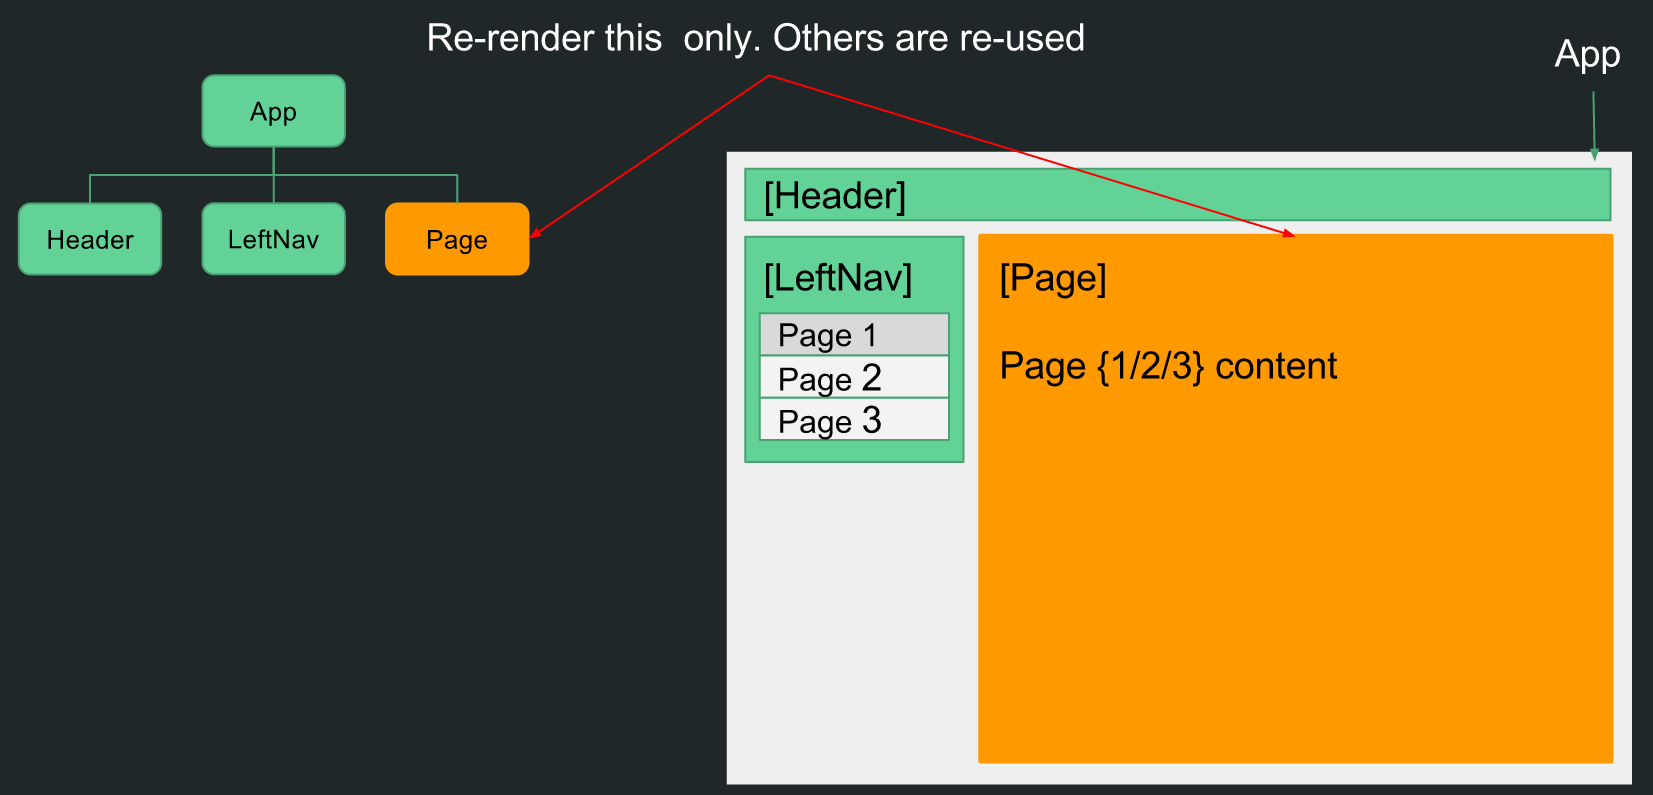 Re-render this  only. Others are re-used
App
App
Header
LeftNav
Page
[Header]
[LeftNav]
Page 1
Page 2
Page 3
[Page]
Page {1/2/3} content